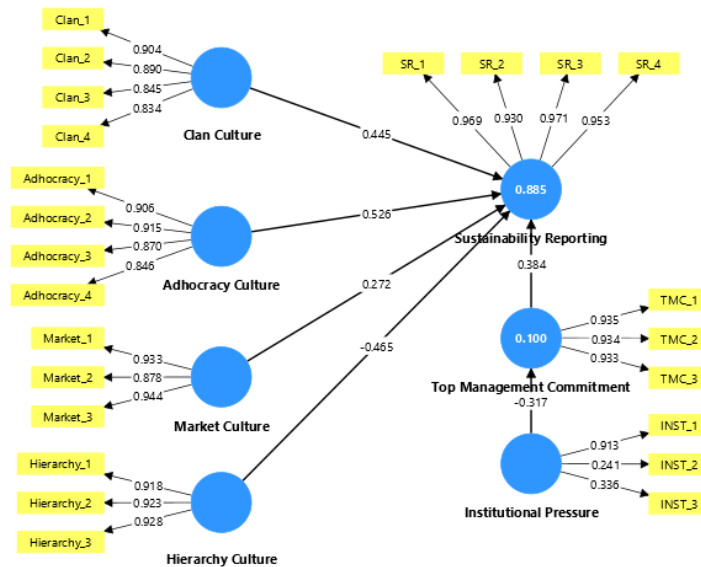 Clan_1
0.904
Clan_2
0.890
Clan_3
0.845
Clan_4
0.834
Clan Culture
0.445
SR_1
SR_2
SR_3
SR_4
0.969
0.930
0.971
0.953
0.885
Sustainability Reporting
Adhocracy_1
0.906
Adhocracy_2
0.915
Adhocracy_3
0.870
Adhocracy_4
0.846
Adhocracy Culture
0.526
0.272
-0.465
0.384
Market_1
0.933
Market_2
0.878
Market_3
0.944
Market Culture
0.100
Top Management Commitment
TMC_1
0.935
TMC_2
0.934
TMC_3
0.933
-0.317
Hierarchy_1
0.918
Hierarchy_2
0.923
Hierarchy_3
0.928
Hierarchy Culture
INST_1
0.913
INST_2
0.241
INST_3
0.336
Institutional Pressure